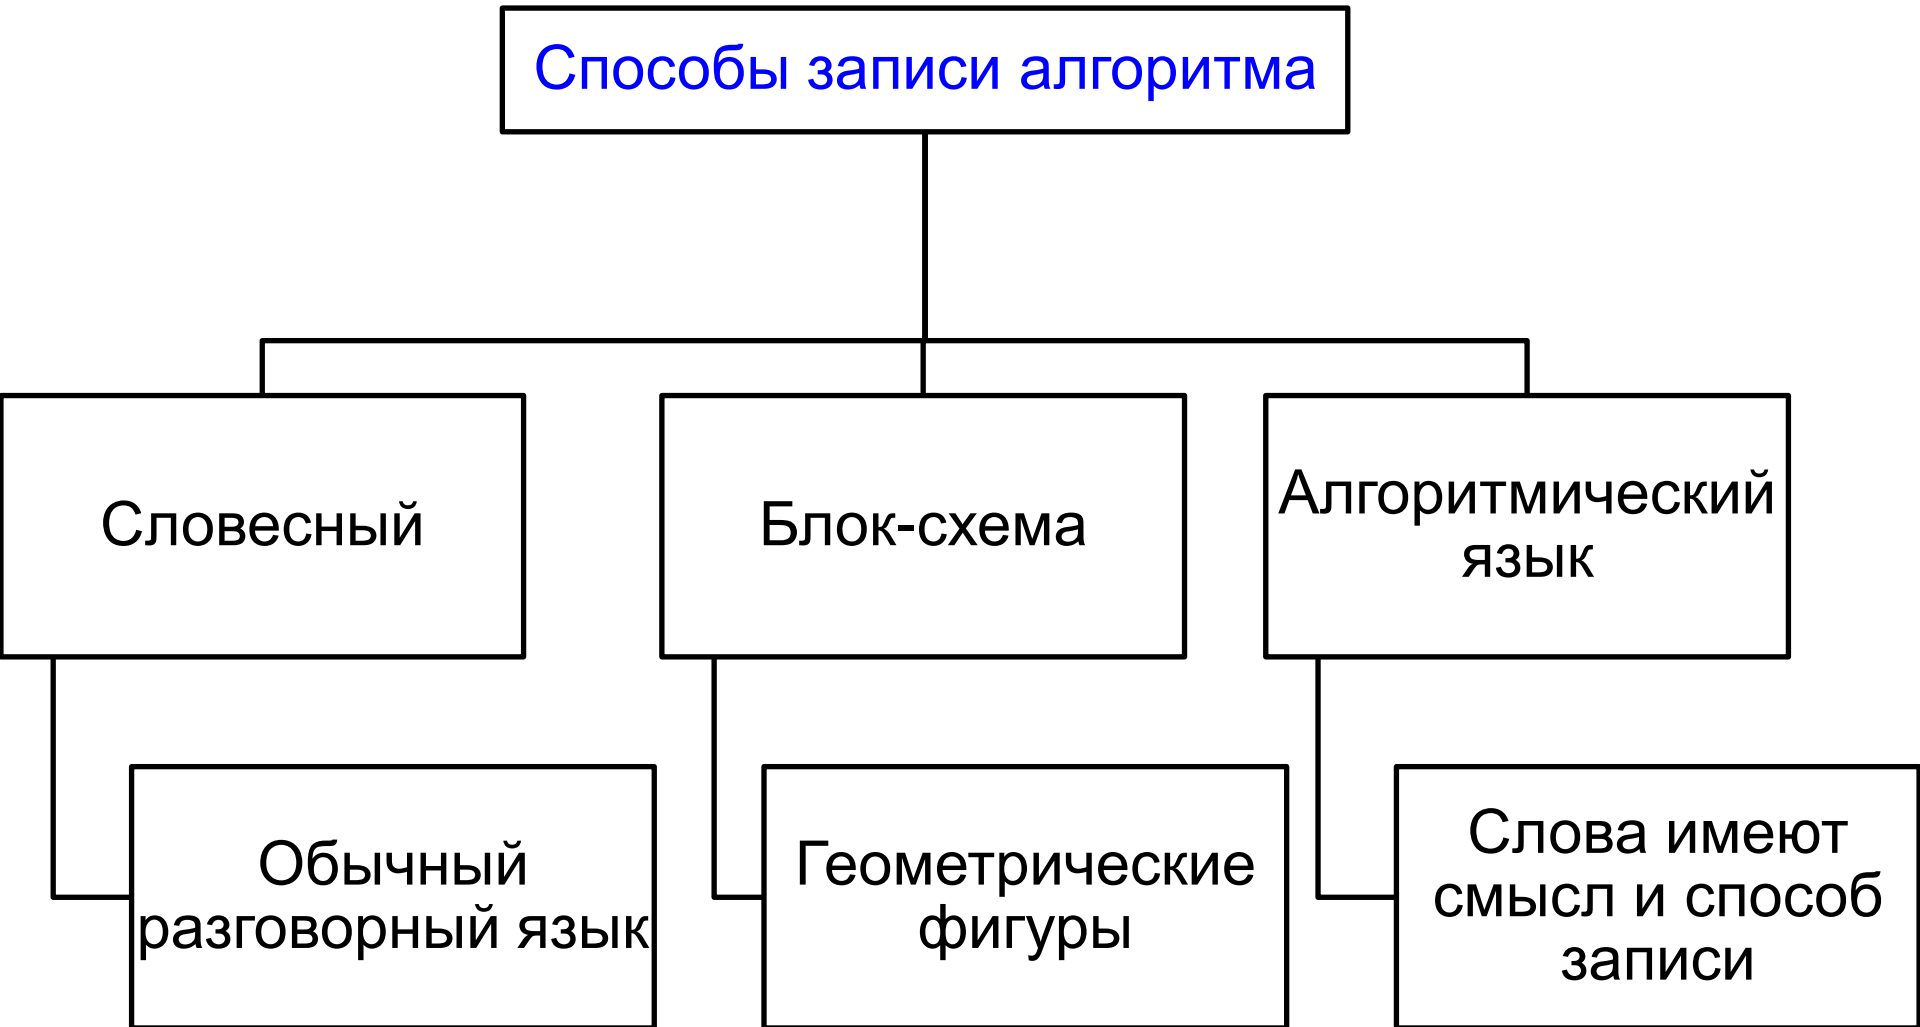 Способы записи алгоритма
Словесный
Блок-схема
Алгоритмический
язык
Обычный
разговорный язык
Геометрические
фигуры
Слова имеют
смысл и способ
записи